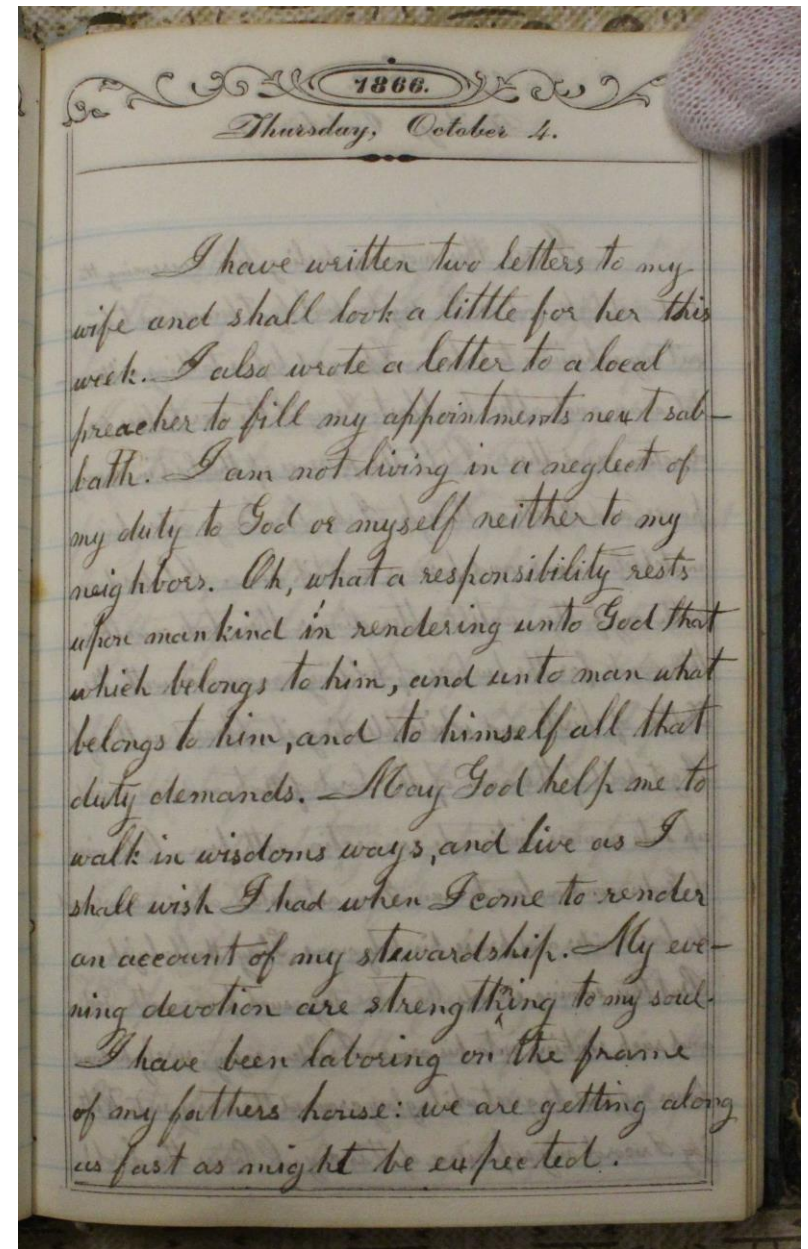 1866.
Thursday, October 4.
I have written two letters to my
wife and shall look a little for her this
week. I also wrote a letter to a local
preacher to fill my appointments next sab-
bath. I am not living in a neglect of
my duty to God or myself neither to my
neighbors. Oh, what a responsibility rests
upon mankind in rendering unto God that
which belongs to him, and unto man what
belongs to him, and to himself all that
duty demands. May God help me to
walk in wisdoms ways, and live as I
shall wish I had when I come to render
an account of my stewardship. My eve-
ning devotion are strengthning to my soul.
I have been laboring on the frame
of my fathers house: we are getting along
as fast as might be expected.